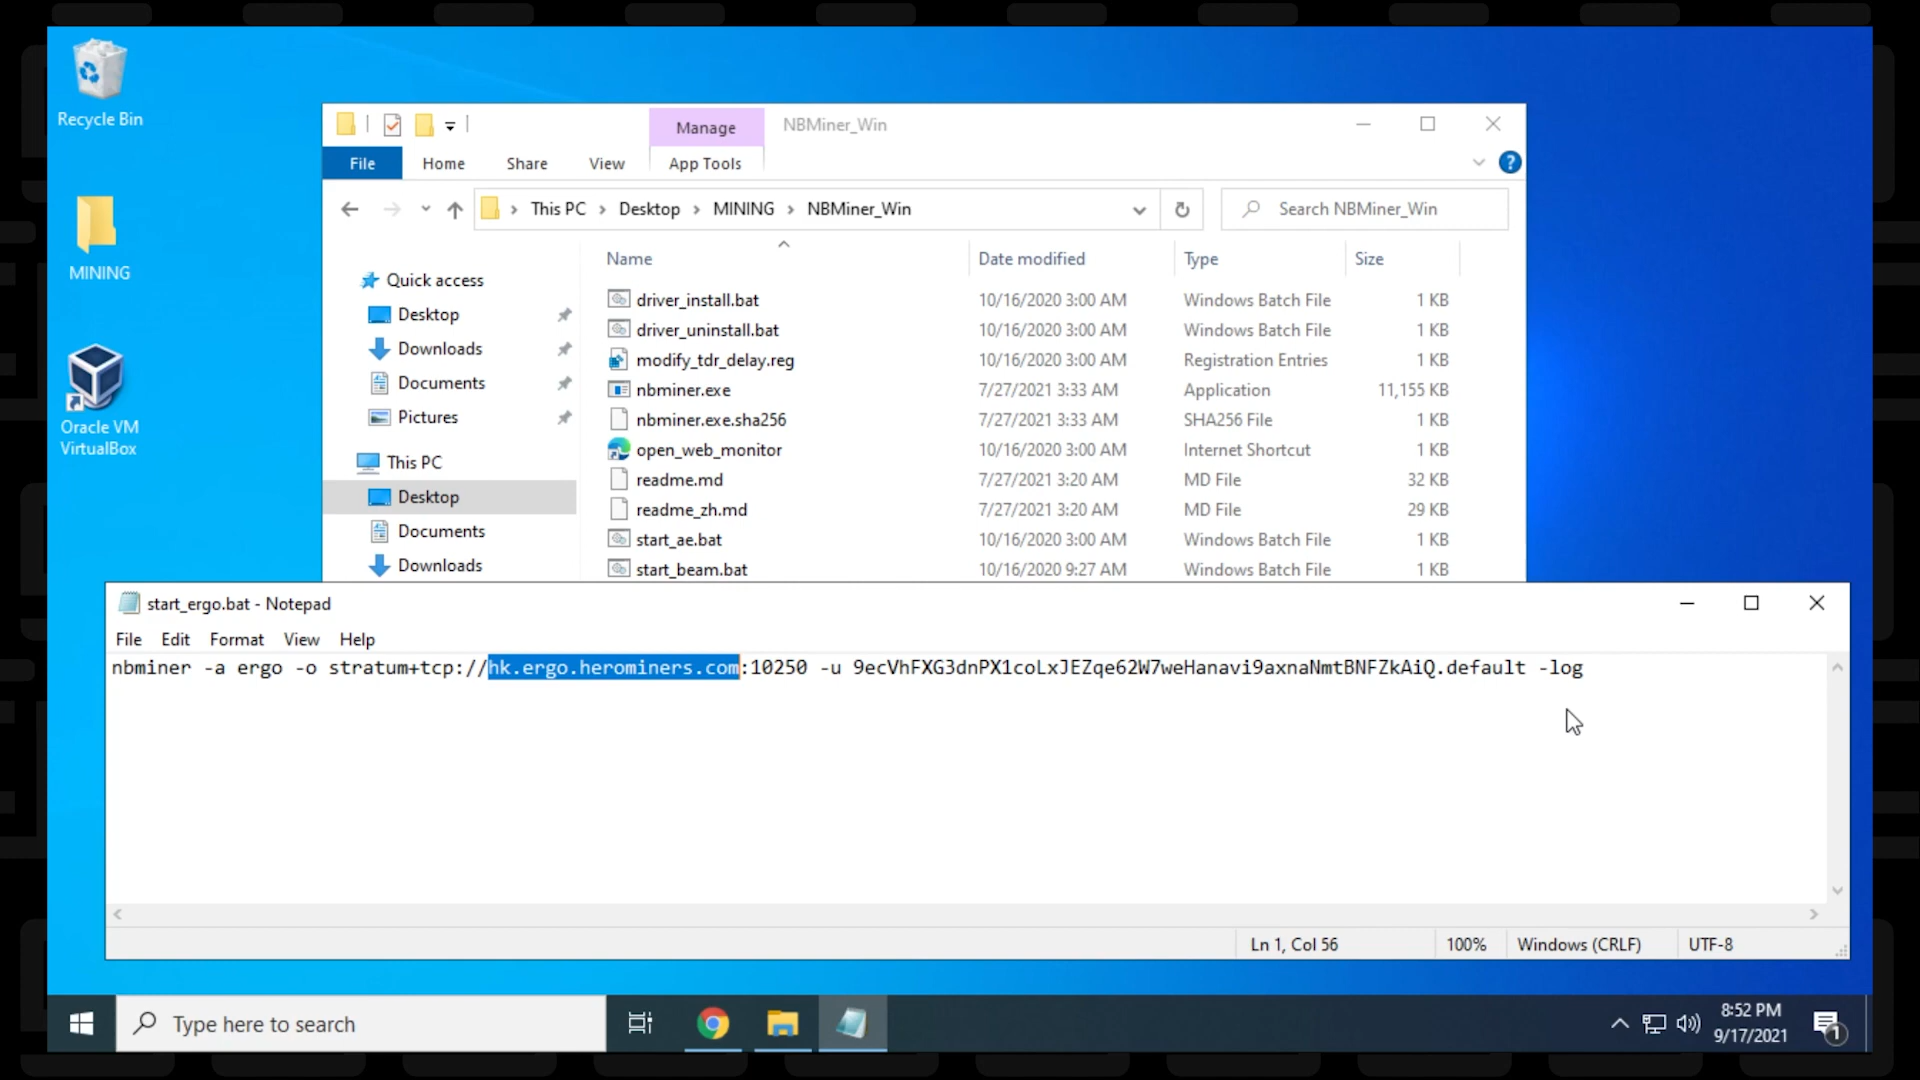 Recycle Bin
MINING
Oracle VM
VirtualBox
Manage
NBMiner_Win
File
Home
Share
View
App Tools
?
This PC
Desktop
MINING
NBMiner_Win
Search NBMiner_Win
Name
Date modified
Type
Size
Quick access
Desktop
Downloads
Documents
Pictures
This PC
Desktop
Documents
Downloads
driver_install.bat 10/16/2020 3:00 AM Windows Batch File 1 KB
driver_uninstall.bat 10/16/2020 3:00 AM Windows Batch File 1 KB
modify_tdr_delay.reg 10/16/2020 3:00 AM Registration Entries 1 KB
nbminer.exe 7/27/2021 3:33 AM Application 11,155 KB
nbminer.exe.sha256 7/27/2021 3:33 AM SHA256 File 1 KB
open_web_monitor 10/16/2020 3:00 AM Internet Shortcut 1 KB
readme.md 7/27/2021 3:20 AM MD File 32 KB
readme_zh.md 7/27/2021 3:20 AM MD File 29 KB
start_ae.bat 10/16/2020 3:00 AM Windows Batch File 1 KB
start_beam.bat 10/16/2020 9:27 AM Windows Batch File 1 KB
start_ergo.bat - Notepad
File Edit Format View Help
nbminer -a ergo -o stratum+tcp://hk.ergo.herominers.com:10250 -u 9ecVhFXG3dnPX1coLxJEZqe62W7weHanavi9axnaNmtBNFZkAiQ.default -log
Ln 1, Col 56
100%
Windows (CRLF)
UTF-8
Type here to search
8:52 PM
9/17/2021
1